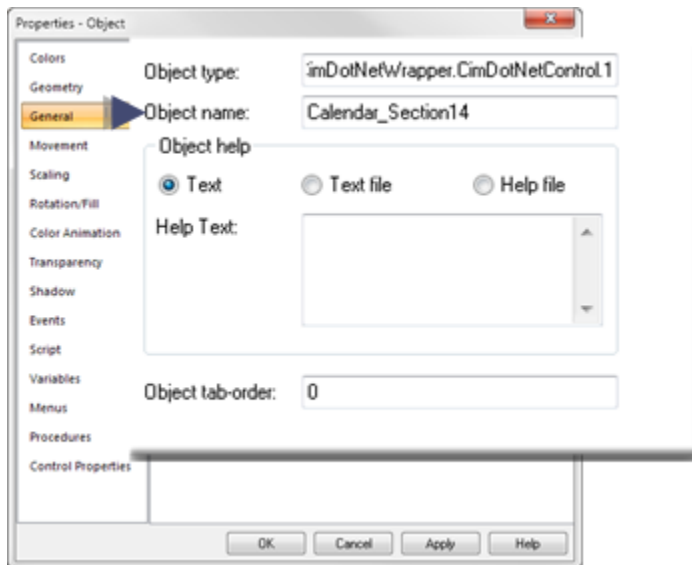 Properties - Object
Colors
Geometry
General
Movement
Scaling
Rotation/Fill
Color Animation
Transparency
Shadow
Events
Script
Variables
Menus
Procedures
Control Properties
Object type: imDotNetWrapper.CimDotNetControl.1
Object name: Calendar_Section14
Object help
Text Text file Help file
Help Text:
Object tab-order: 0
OK Cancel Apply Help